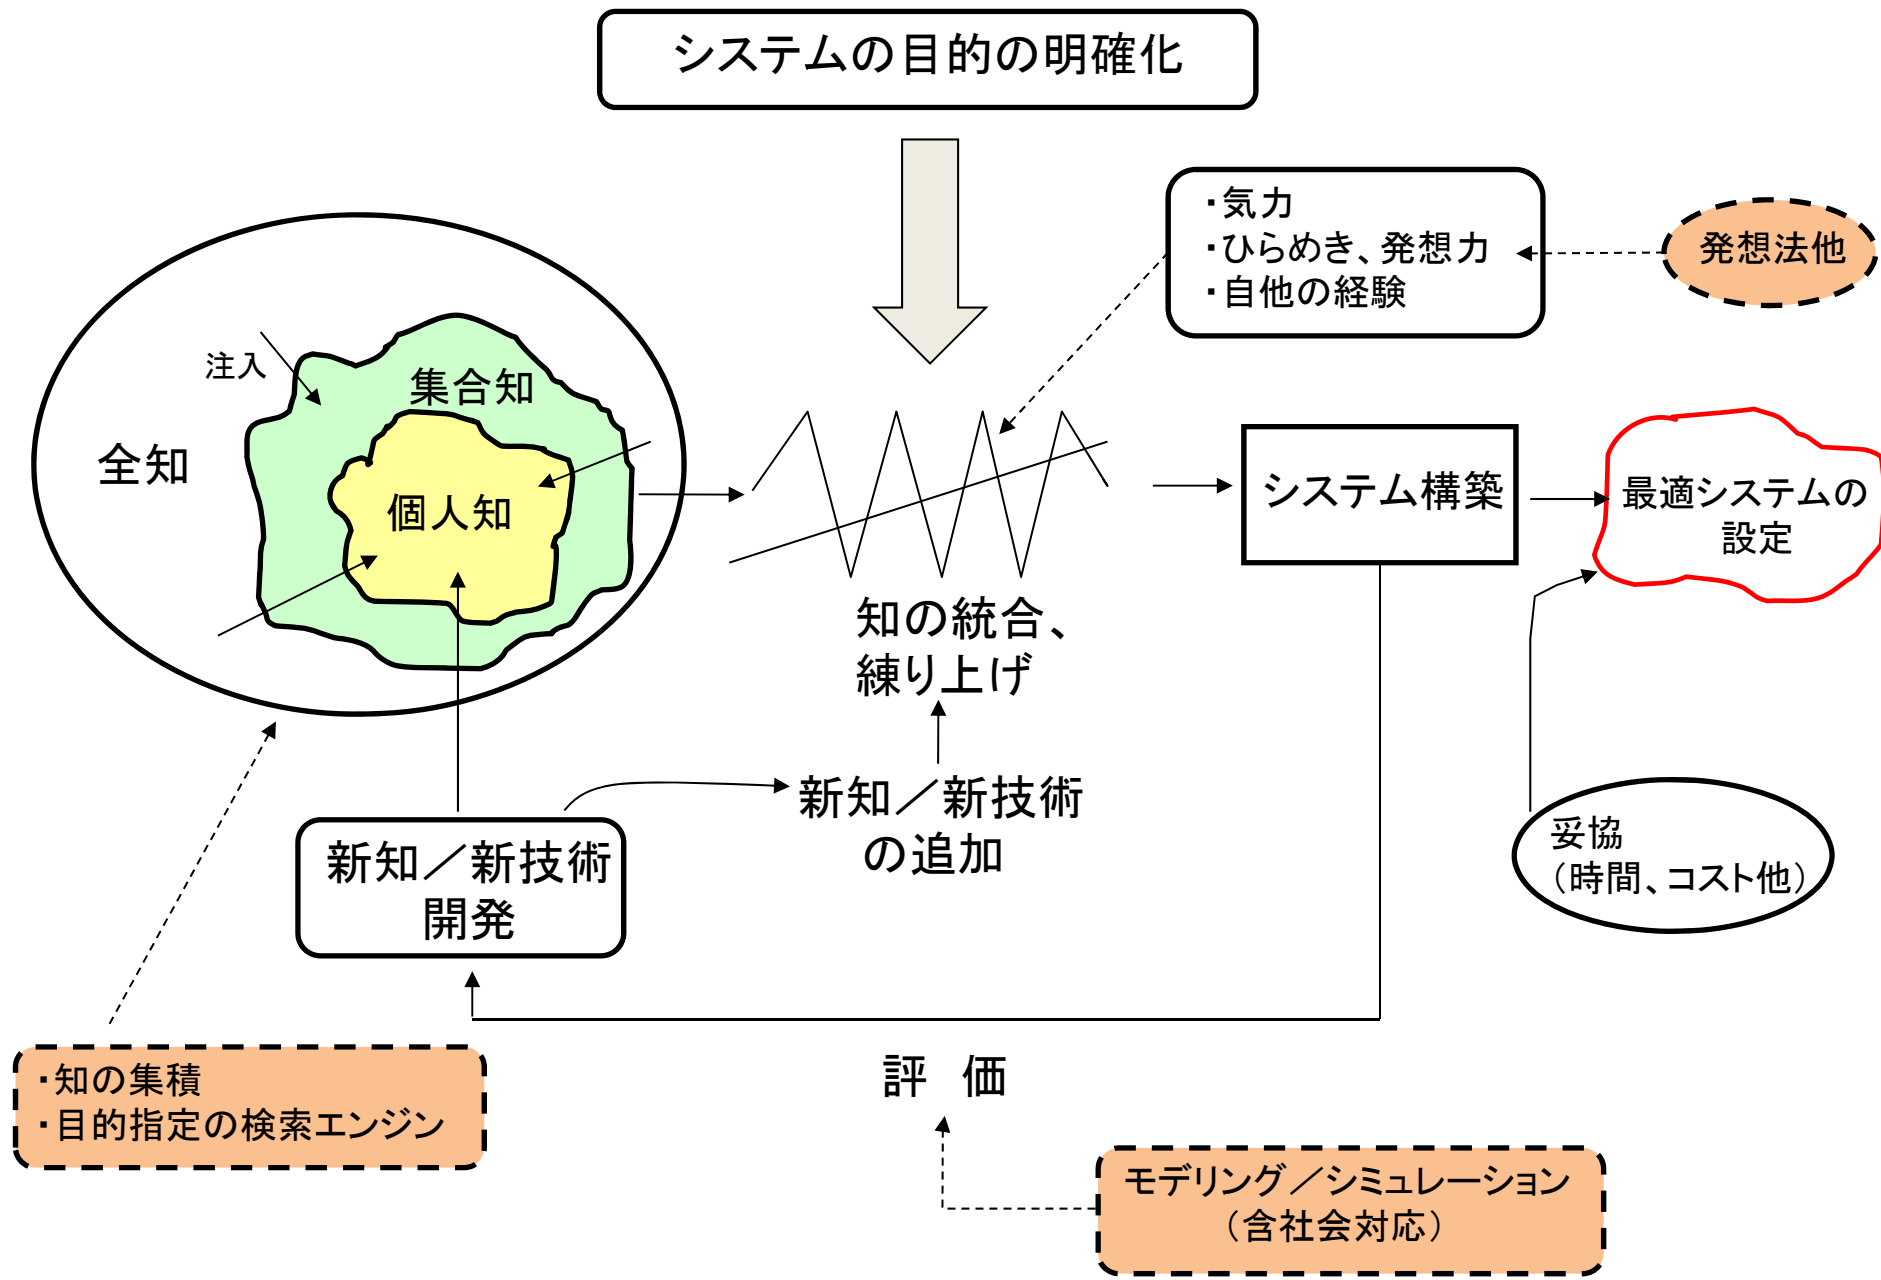 システムの目的の明確化
・気力
・ひらめき、発想力
・自他の経験
発想法他
注入
集合知
全知
個人知
システム構築
最適システムの
設定
知の統合、
練り上げ
新知／新技術
の追加
新知／新技術
開発
妥協
（時間、コスト他）
・知の集積
・目的指定の検索エンジン
評　価
モデリング／シミュレーション
（含社会対応）